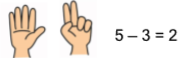 5 – 3 = 2